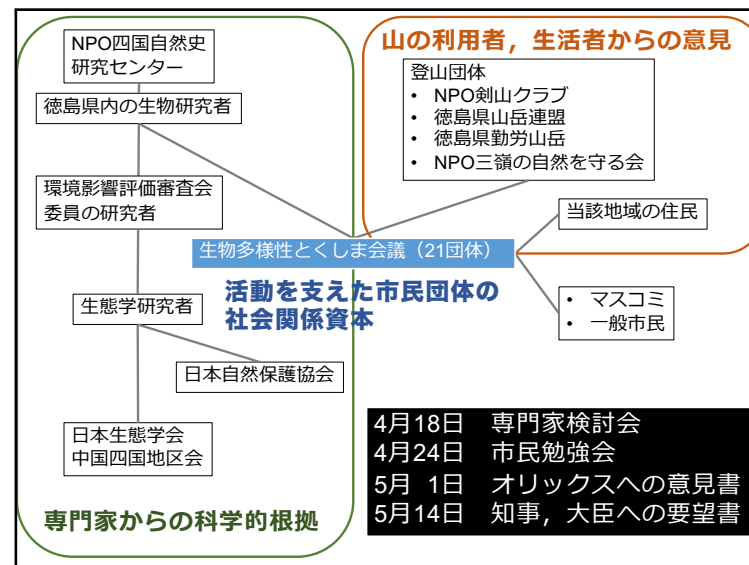 NPO四国自然史
研究センター
徳島県内の生物研究者
環境影響評価審査会
委員の研究者
生態学研究者
日本自然保護協会
日本生態学会
中国四国地区会
専門家からの科学的根拠
山の利用者，生活者からの意見
登山団体
• NPO剣山クラブ
• 徳島県山岳連盟
• 徳島県勤労山岳
• NPO三嶺の自然を守る会
当該地域の住民
生物多様性とくしま会議（21団体）
活動を支えた市民団体の
社会関係資本
• マスコミ
• 一般市民
4月18日　専門家検討会
4月24日　市民勉強会
5月 1日　オリックスへの意見書
5月14日　知事，大臣への要望書